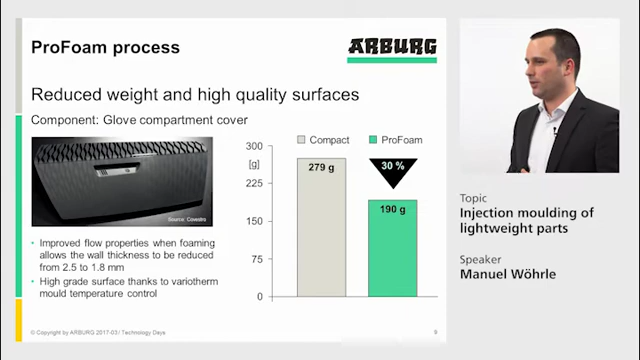 ProFoam process
ARBURG
Reduced weight and high quality surfaces
Component: Glove compartment cover
Source: Covestro
• Improved flow properties when foaming
allows the wall thickness to be reduced
from 2.5 to 1.8 mm
• High grade surface thanks to variotherm
mould temperature control
Compact
ProFoam
300
[g]
225
150
75
0
279 g
30 %
190 g
© Copyright by ARBURG 2017-03 / Technology Days
Topic
Injection moulding of
lightweight parts
Speaker
Manuel Wöhrle